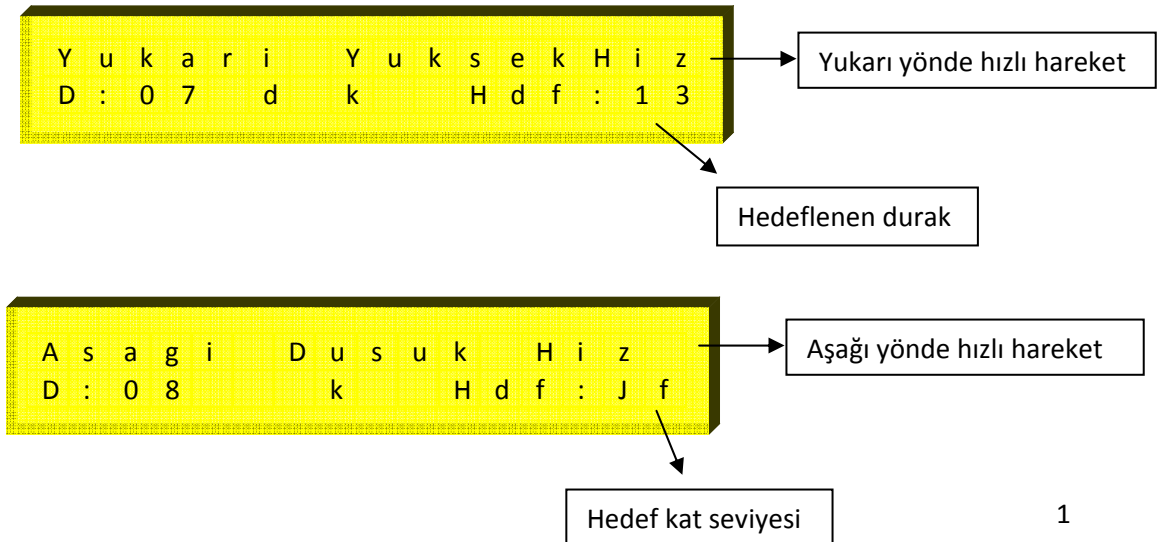 Yukari YuksekHiz
Yukarı yönde hızlı hareket
D:07 d k Hdf:13
Hedeflenen durak
Asagi Dusuk Hiz
Aşağı yönde hızlı hareket
D:08 k Hdf:Jf
Hedef kat seviyesi
1